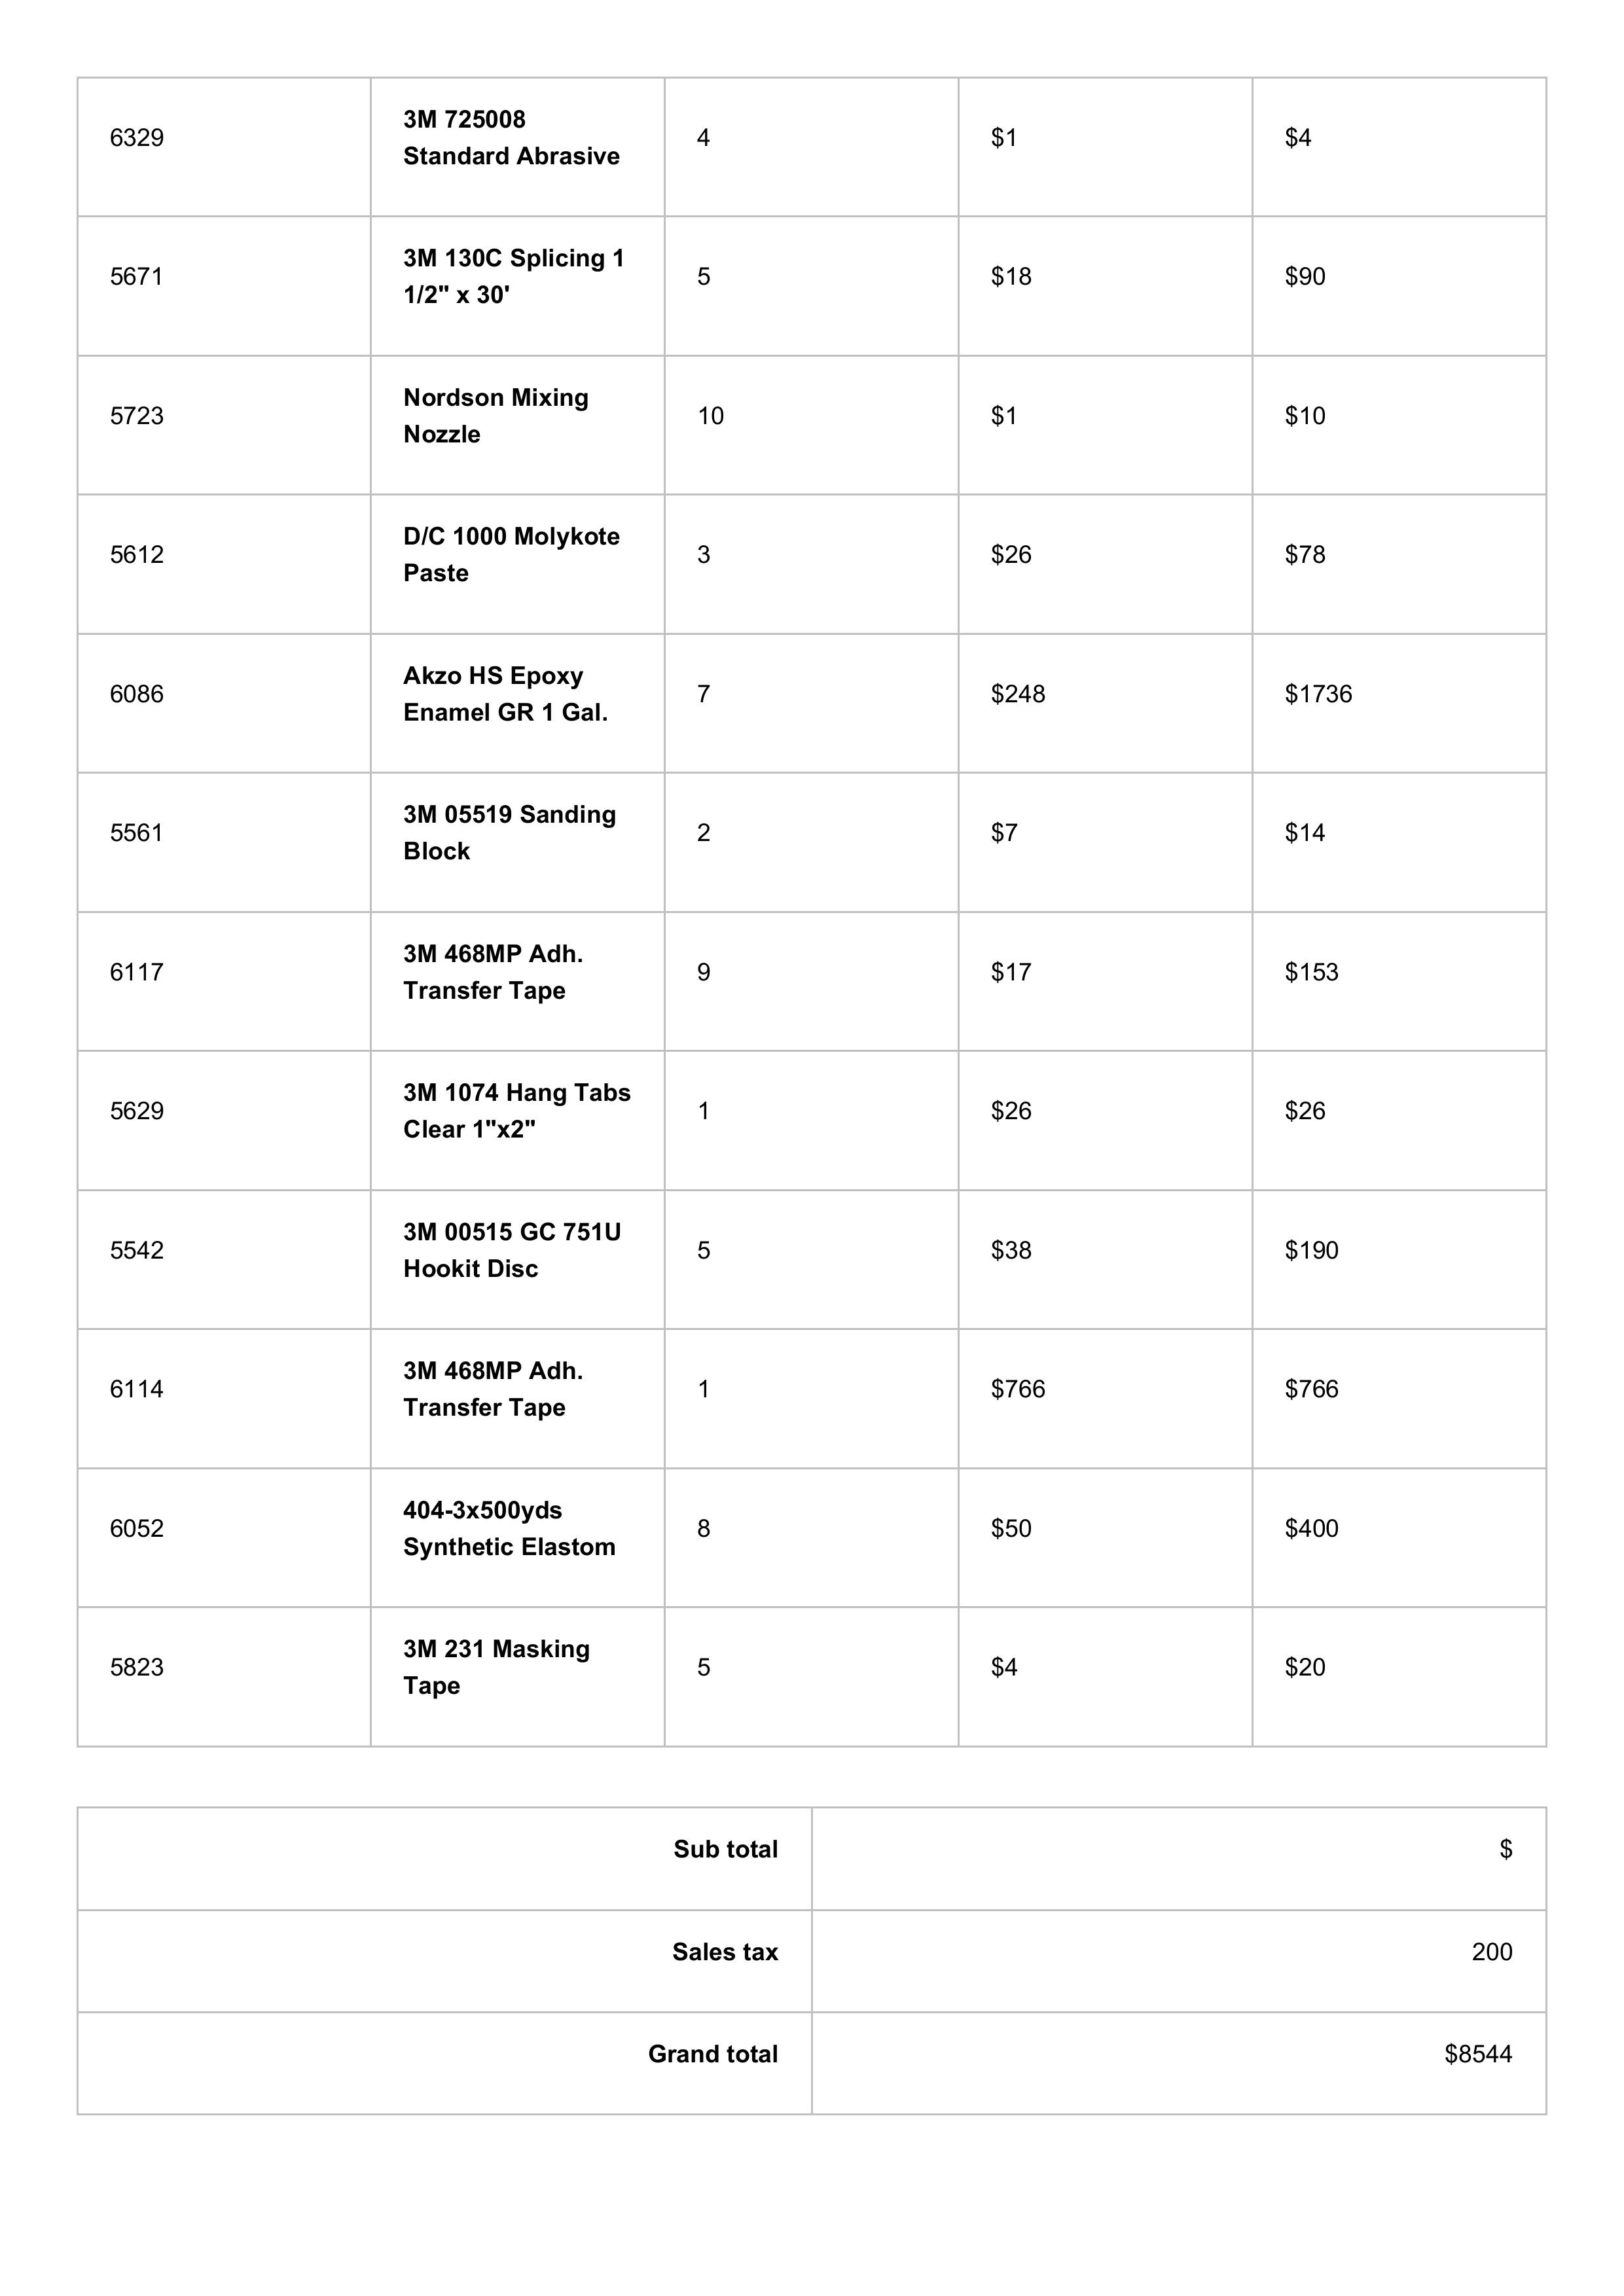 6329
3M 725008
Standard Abrasive
4
$1
$4
5671
3M 130C Splicing 1
1/2" x 30'
5
$18
$90
5723
Nordson Mixing
Nozzle
10
$1
$10
5612
D/C 1000 Molykote
Paste
3
$26
$78
6086
Akzo HS Epoxy
Enamel GR 1 Gal.
7
$248
$1736
5561
3M 05519 Sanding
Block
2
$7
$14
6117
3M 468MP Adh.
Transfer Tape
9
$17
$153
5629
3M 1074 Hang Tabs
Clear 1"x2"
1
$26
$26
5542
3M 00515 GC 751U
Hookit Disc
5
$38
$190
6114
3M 468MP Adh.
Transfer Tape
1
$766
$766
6052
404-3x500yds
Synthetic Elastom
8
$50
$400
5823
3M 231 Masking
Tape
5
$4
$20
Sub total
$
Sales tax
200
Grand total
$8544